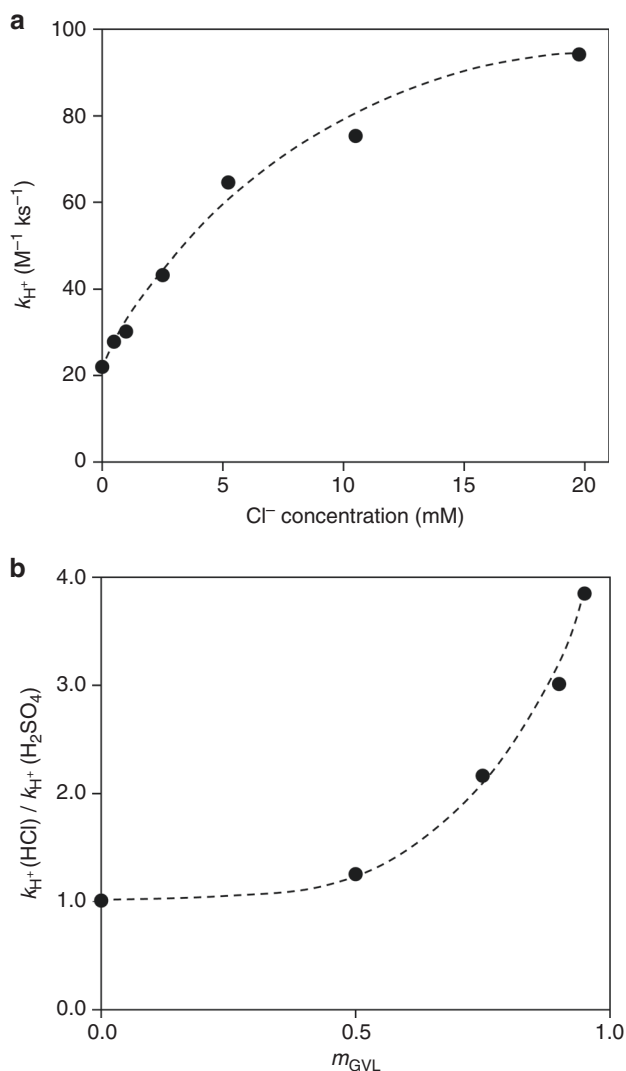 a
100
80
60
40
20
0
k_H⁺ (M⁻¹ ks⁻¹)
0 5 10 15 20
Cl⁻ concentration (mM)
b
4.0
3.0
2.0
1.0
0.0
k_H⁺ (HCl) / k_H⁺ (H₂SO₄)
0.0 0.5 1.0
m_GVL